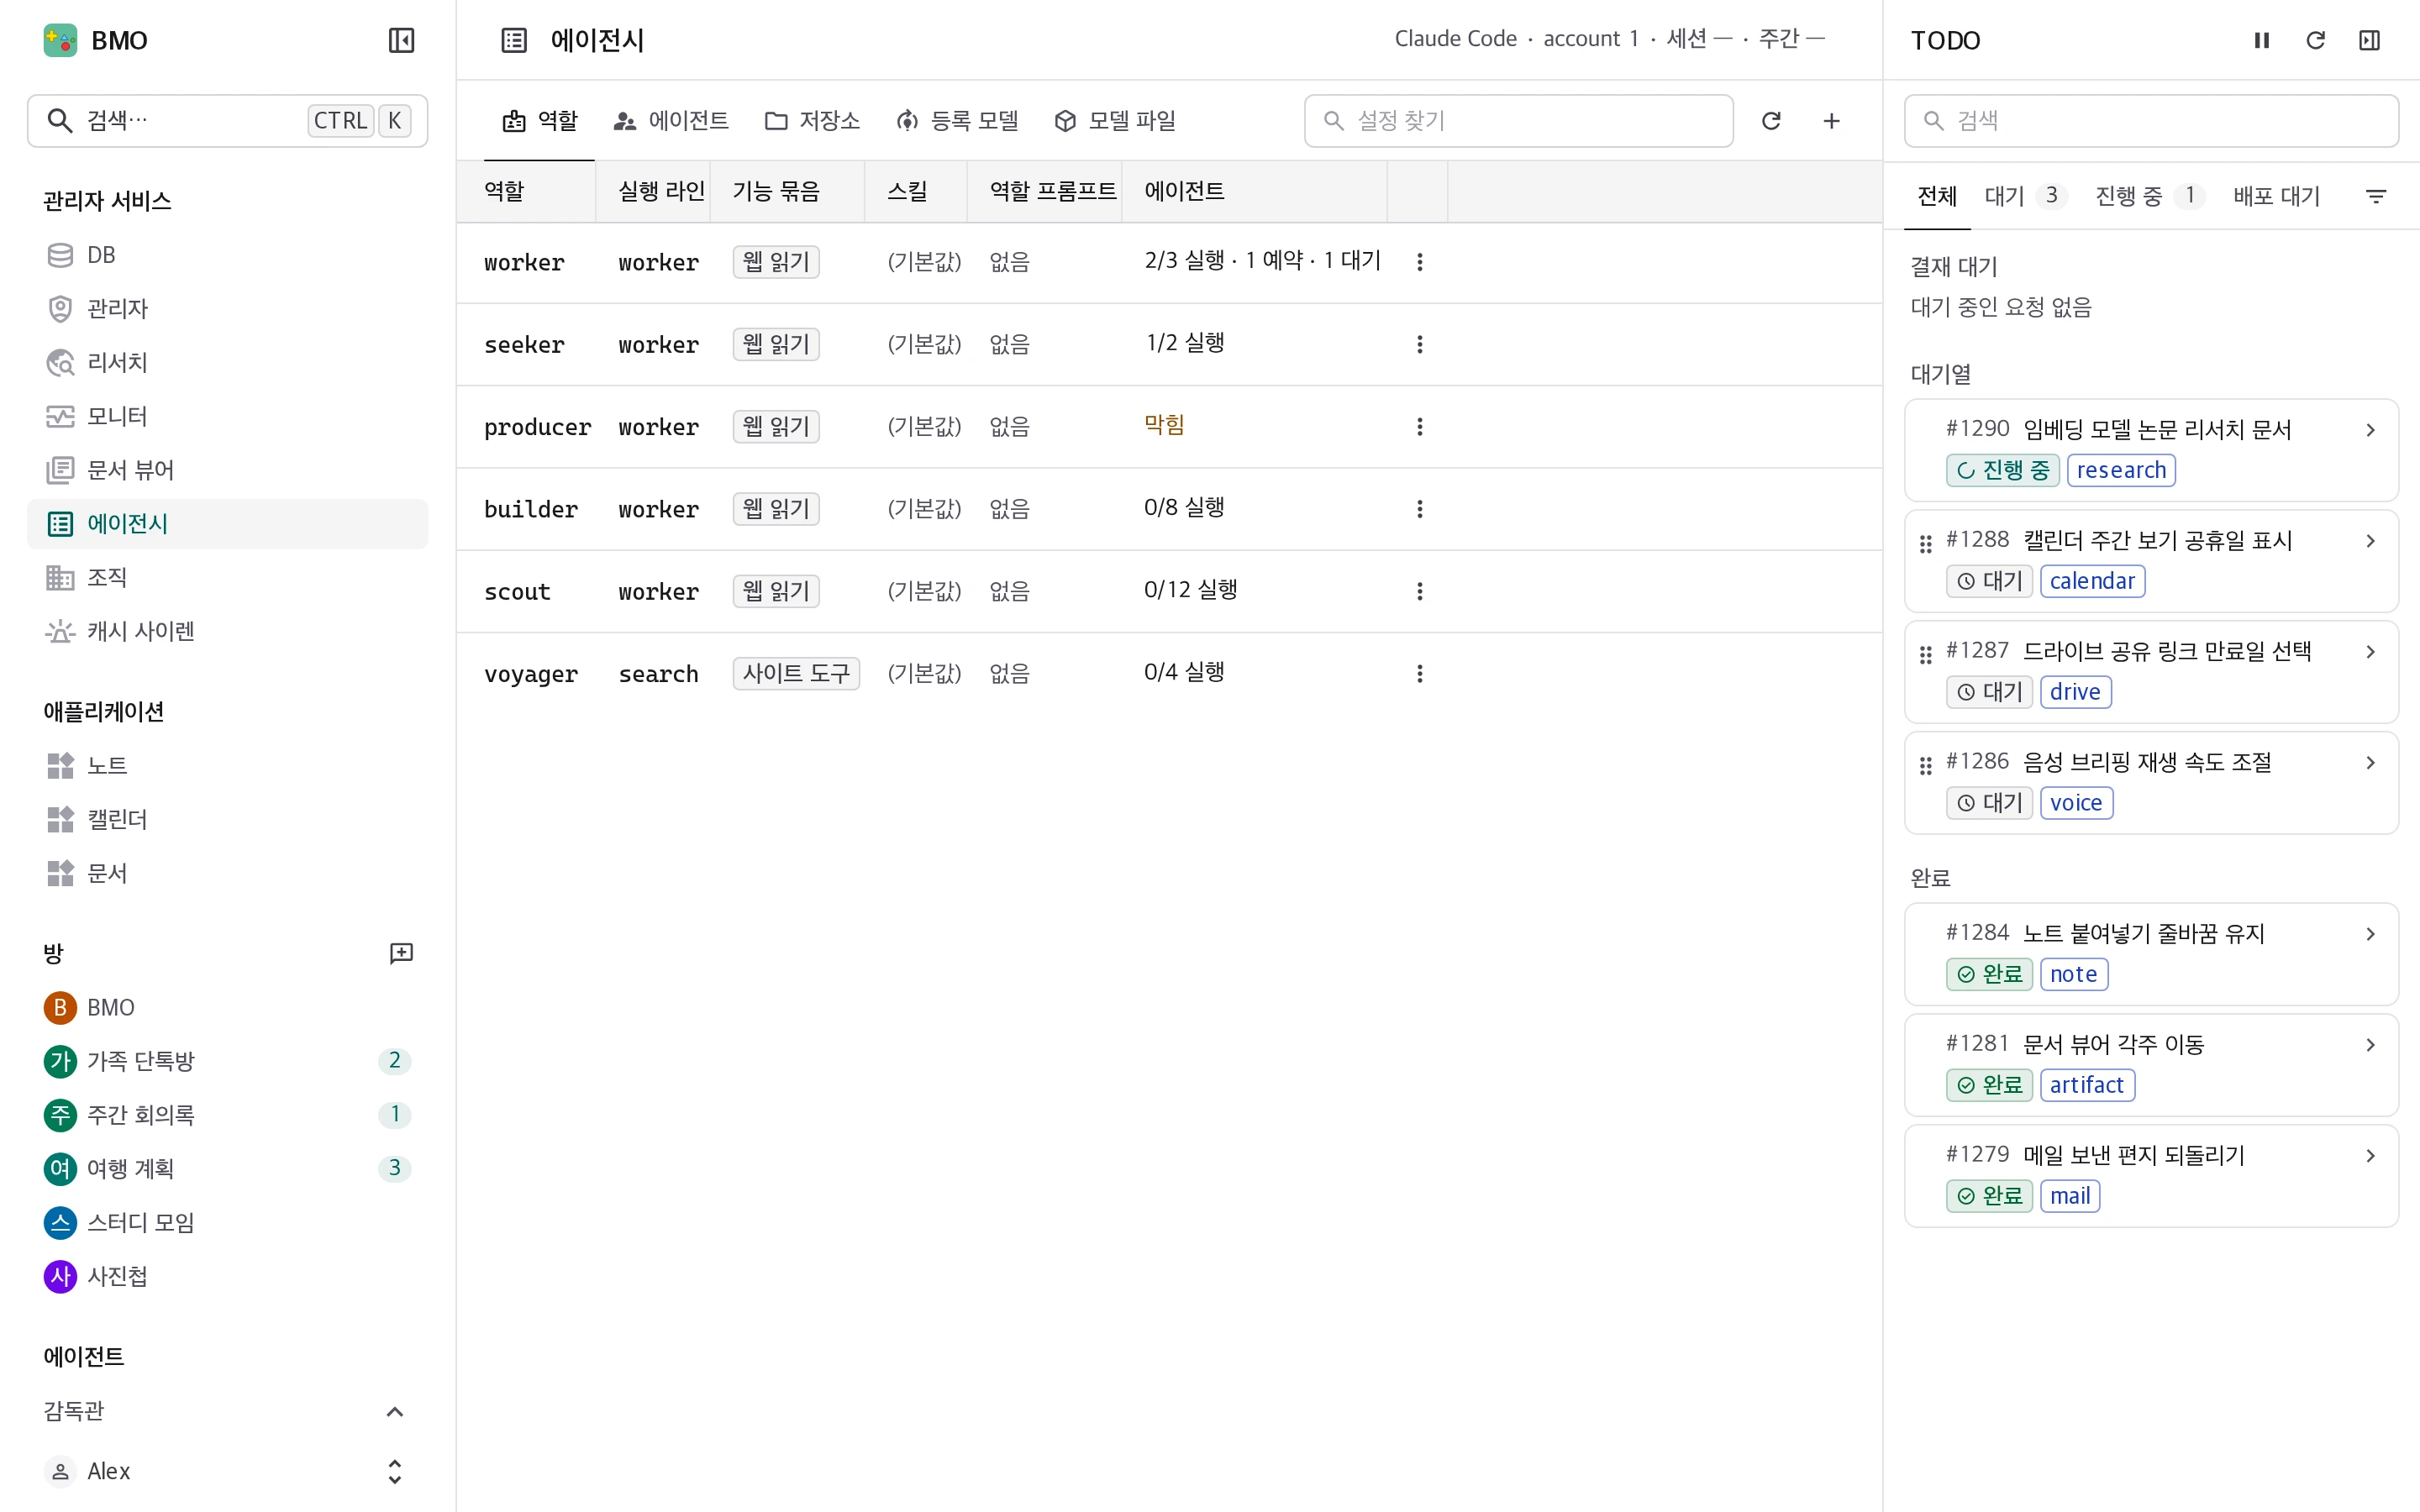 BMO
검색… CTRL K
관리자 서비스
DB
관리자
리서치
모니터
문서 뷰어
에이전시
조직
캐시 사이렌
애플리케이션
노트
캘린더
문서
방
B BMO
가 가족 단톡방 2
주 주간 회의록 1
여 여행 계획 3
스 스터디 모임
사 사진첩
에이전트
감독관
Alex
에이전시 Claude Code · account 1 · 세션 — · 주간 —
역할 에이전트 저장소 등록 모델 모델 파일 설정 찾기
역할 실행 라인 기능 묶음 스킬 역할 프롬프트 에이전트
worker worker 웹 읽기 (기본값) 없음 2/3 실행 · 1 예약 · 1 대기
seeker worker 웹 읽기 (기본값) 없음 1/2 실행
producer worker 웹 읽기 (기본값) 없음 막힘
builder worker 웹 읽기 (기본값) 없음 0/8 실행
scout worker 웹 읽기 (기본값) 없음 0/12 실행
voyager search 사이트 도구 (기본값) 없음 0/4 실행
TODO
검색
전체 대기 3 진행 중 1 배포 대기
결재 대기
대기 중인 요청 없음
대기열
#1290 임베딩 모델 논문 리서치 문서
진행 중 research
#1288 캘린더 주간 보기 공휴일 표시
대기 calendar
#1287 드라이브 공유 링크 만료일 선택
대기 drive
#1286 음성 브리핑 재생 속도 조절
대기 voice
완료
#1284 노트 붙여넣기 줄바꿈 유지
완료 note
#1281 문서 뷰어 각주 이동
완료 artifact
#1279 메일 보낸 편지 되돌리기
완료 mail